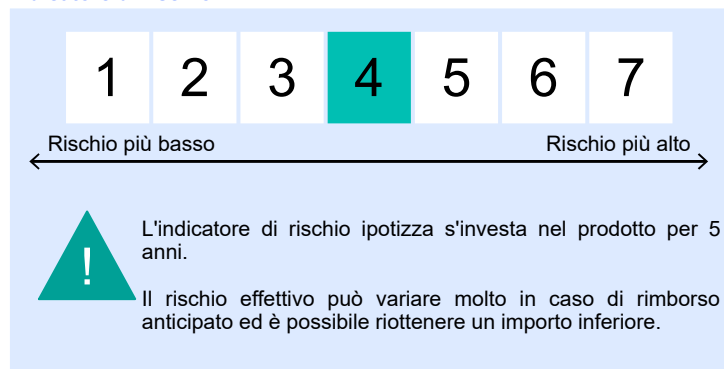 1 2 3 4 5 6 7
Rischio più basso Rischio più alto
!
L'indicatore di rischio ipotizza s'investa nel prodotto per 5
anni.
Il rischio effettivo può variare molto in caso di rimborso
anticipato ed è possibile riottenere un importo inferiore.